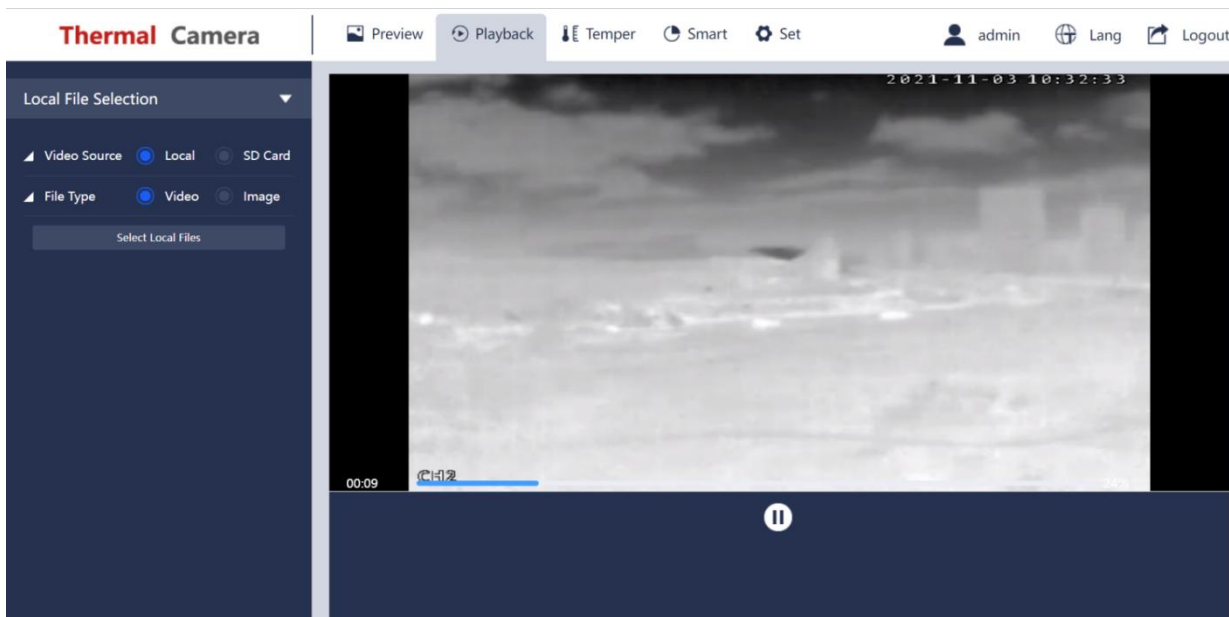 Thermal Camera
Preview
Playback
Temper
Smart
Set
admin
Lang
Logout
Local File Selection
Video Source Local SD Card
File Type Video Image
Select Local Files
2021-11-03 10:32:33
CH2
00:09
24%